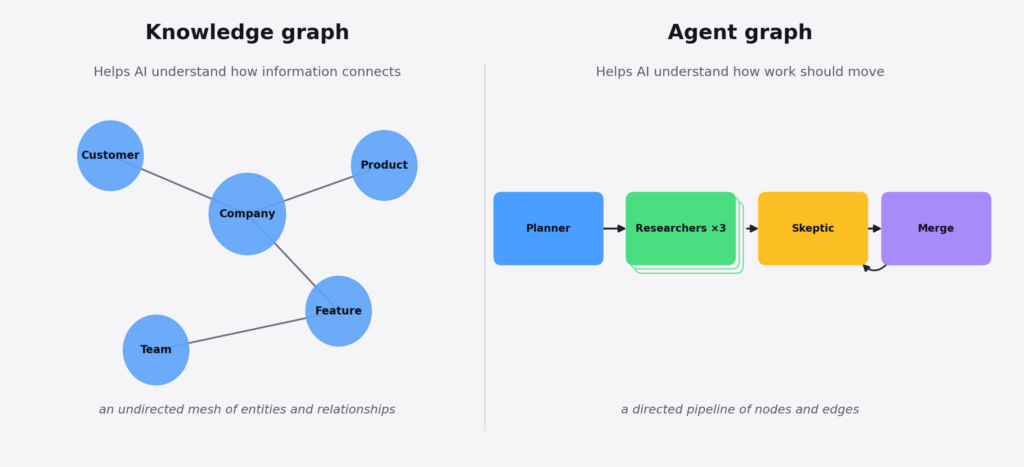 Knowledge graph
Helps AI understand how information connects
Customer
Product
Company
Feature
Team
an undirected mesh of entities and relationships
Agent graph
Helps AI understand how work should move
Planner
Researchers ×3
Skeptic
Merge
a directed pipeline of nodes and edges